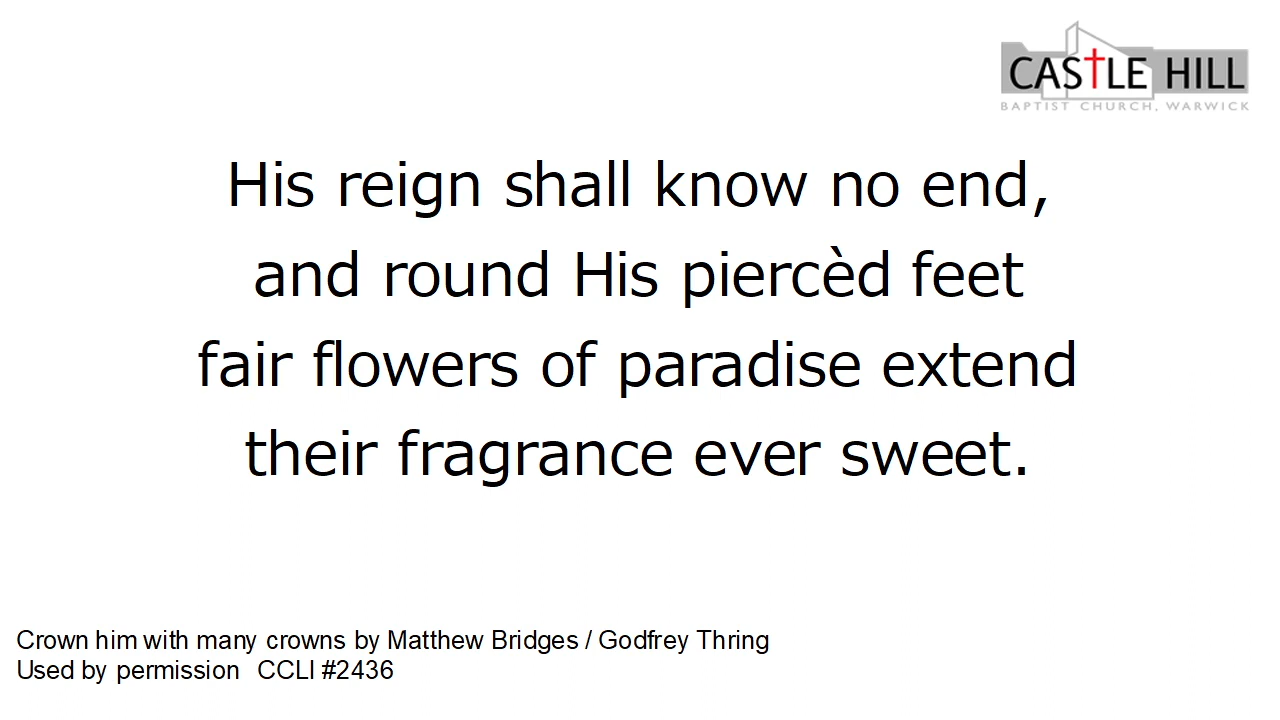 CASTLE HILL
BAPTIST CHURCH, WARWICK
His reign shall know no end,
and round His piercèd feet
fair flowers of paradise extend
their fragrance ever sweet.
Crown him with many crowns by Matthew Bridges / Godfrey Thring
Used by permission CCLI #2436